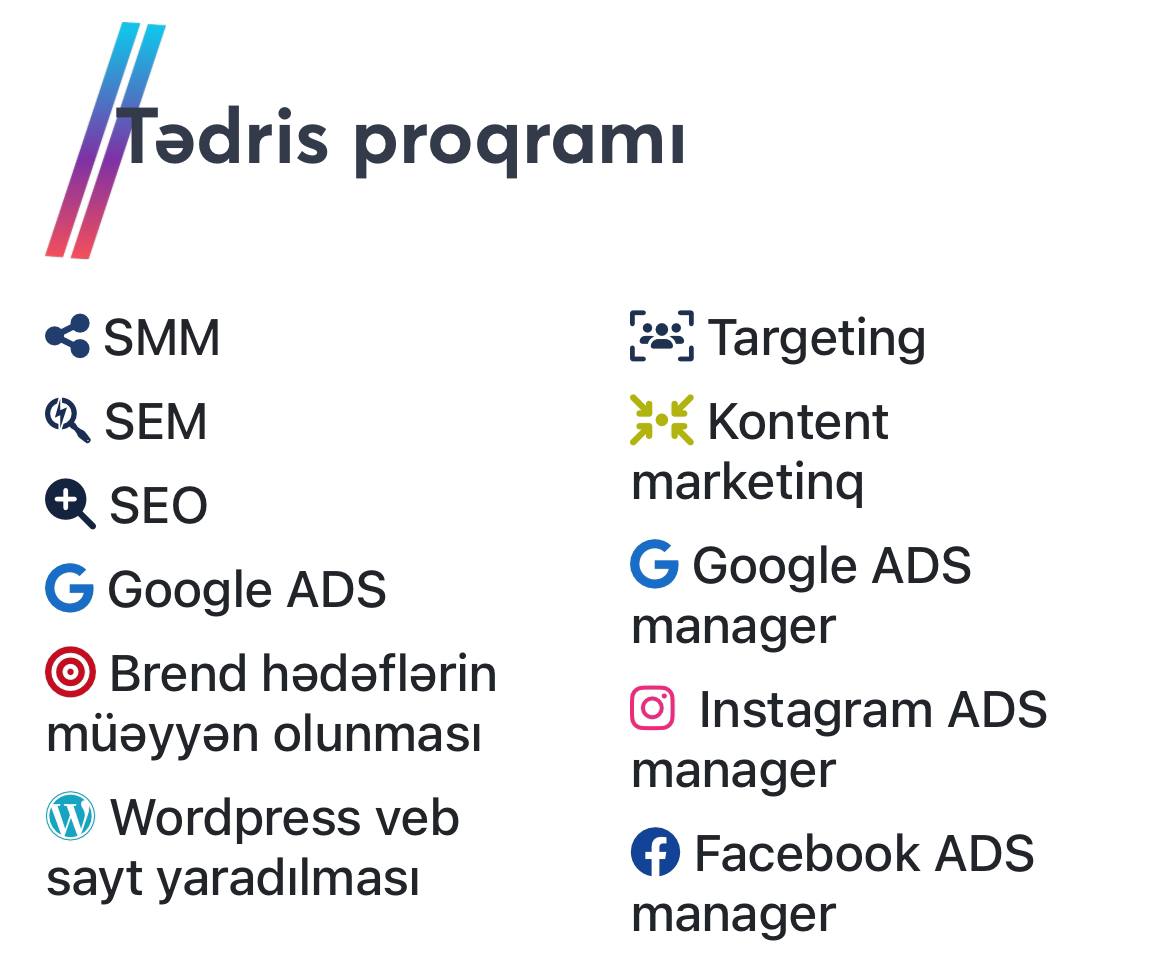 Tədris proqramı
SMM
SEM
SEO
Google ADS
Brend hədəflərin
müəyyən olunması
Wordpress veb
sayt yaradılması
Targeting
Kontent
marketinq
Google ADS
manager
Instagram ADS
manager
Facebook ADS
manager